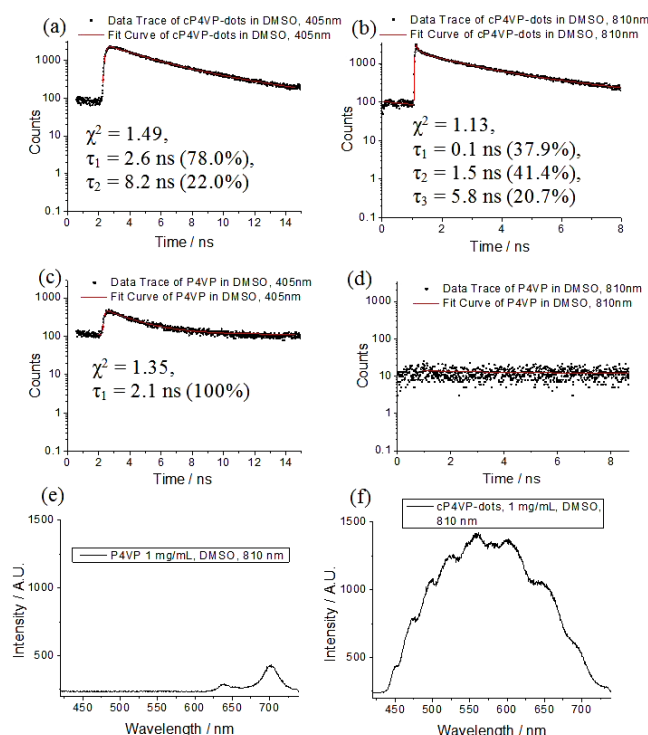 (a)
Data Trace of cP4VP-dots in DMSO, 405nm
Fit Curve of cP4VP-dots in DMSO, 405nm
1000
100
10
1
0.1
Counts
χ² = 1.49,
τ₁ = 2.6 ns (78.0%),
τ₂ = 8.2 ns (22.0%)
0 2 4 6 8 10 12 14
Time / ns
(b)
Data Trace of cP4VP-dots in DMSO, 810nm
Fit Curve of cP4VP-dots in DMSO, 810nm
1000
100
10
1
0.1
Counts
χ² = 1.13,
τ₁ = 0.1 ns (37.9%),
τ₂ = 1.5 ns (41.4%),
τ₃ = 5.8 ns (20.7%)
0 2 4 6 8
Time / ns
(c)
Data Trace of P4VP in DMSO, 405nm
Fit Curve of P4VP in DMSO, 405nm
1000
100
10
1
0.1
Counts
χ² = 1.35,
τ₁ = 2.1 ns (100%)
0 2 4 6 8 10 12 14
Time / ns
(d)
Data Trace of P4VP in DMSO, 810nm
Fit Curve of P4VP in DMSO, 810nm
1000
100
10
1
0.1
Counts
0 2 4 6 8
Time / ns
(e)
P4VP 1 mg/mL, DMSO, 810 nm
1500
1000
500
Intensity / A.U.
450 500 550 600 650 700
Wavelength / nm
(f)
cP4VP-dots, 1 mg/mL, DMSO,
810 nm
1500
1000
500
Intensity / A.U.
450 500 550 600 650 700
Wavelength / nm